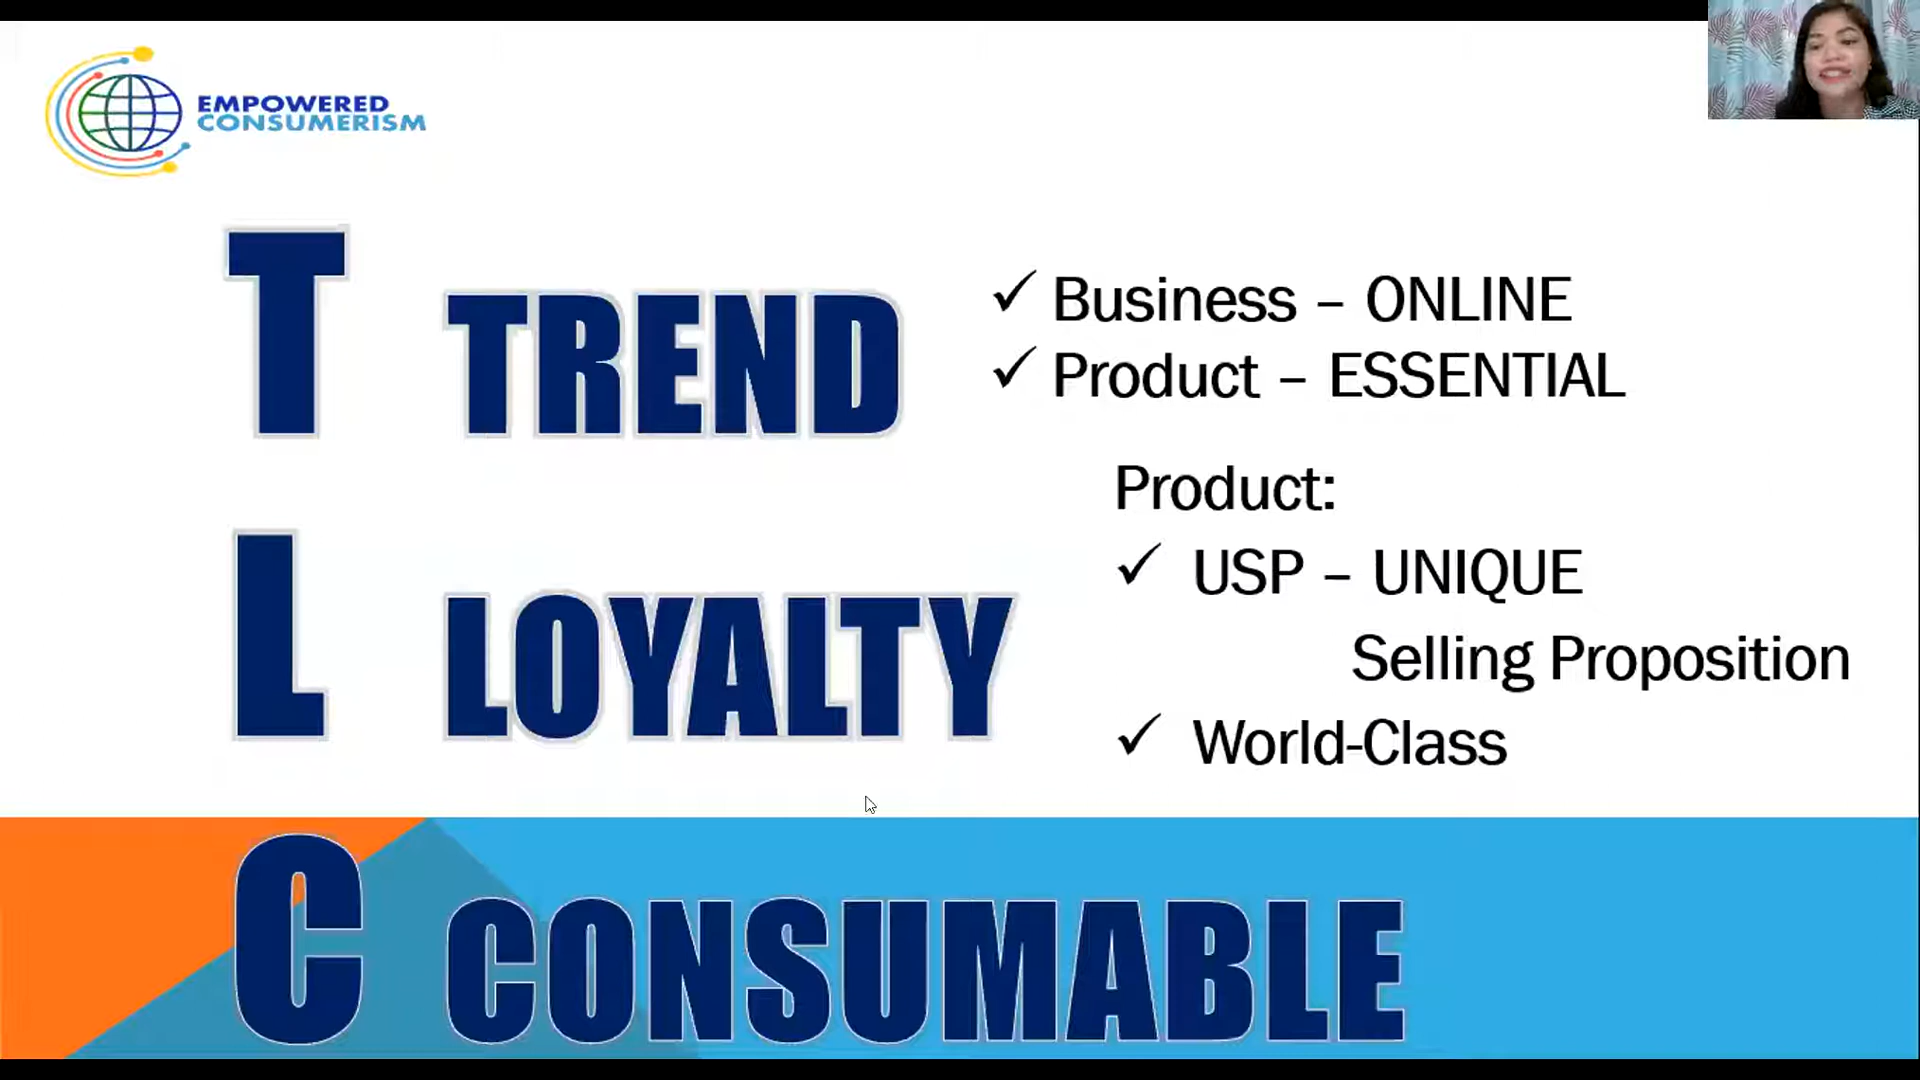 EMPOWERED
CONSUMERISM
T TREND
✓ Business – ONLINE
✓ Product – ESSENTIAL
L LOYALTY
Product:
✓ USP – UNIQUE
Selling Proposition
✓ World-Class
C CONSUMABLE